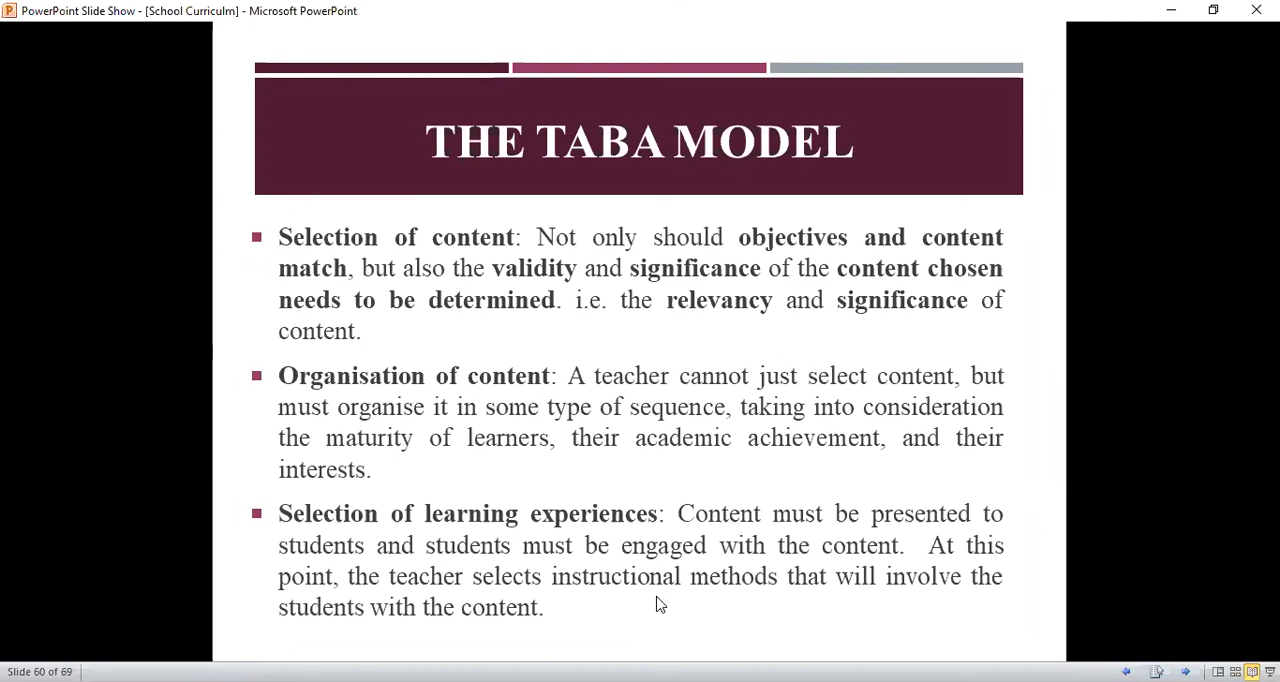 PowerPoint Slide Show - [School Curriculm] - Microsoft PowerPoint
THE TABA MODEL
Selection of content: Not only should objectives and content
match, but also the validity and significance of the content chosen
needs to be determined. i.e. the relevancy and significance of
content.
Organisation of content: A teacher cannot just select content, but
must organise it in some type of sequence, taking into consideration
the maturity of learners, their academic achievement, and their
interests.
Selection of learning experiences: Content must be presented to
students and students must be engaged with the content.  At this
point, the teacher selects instructional methods that will involve the
students with the content.
Slide 60 of 69